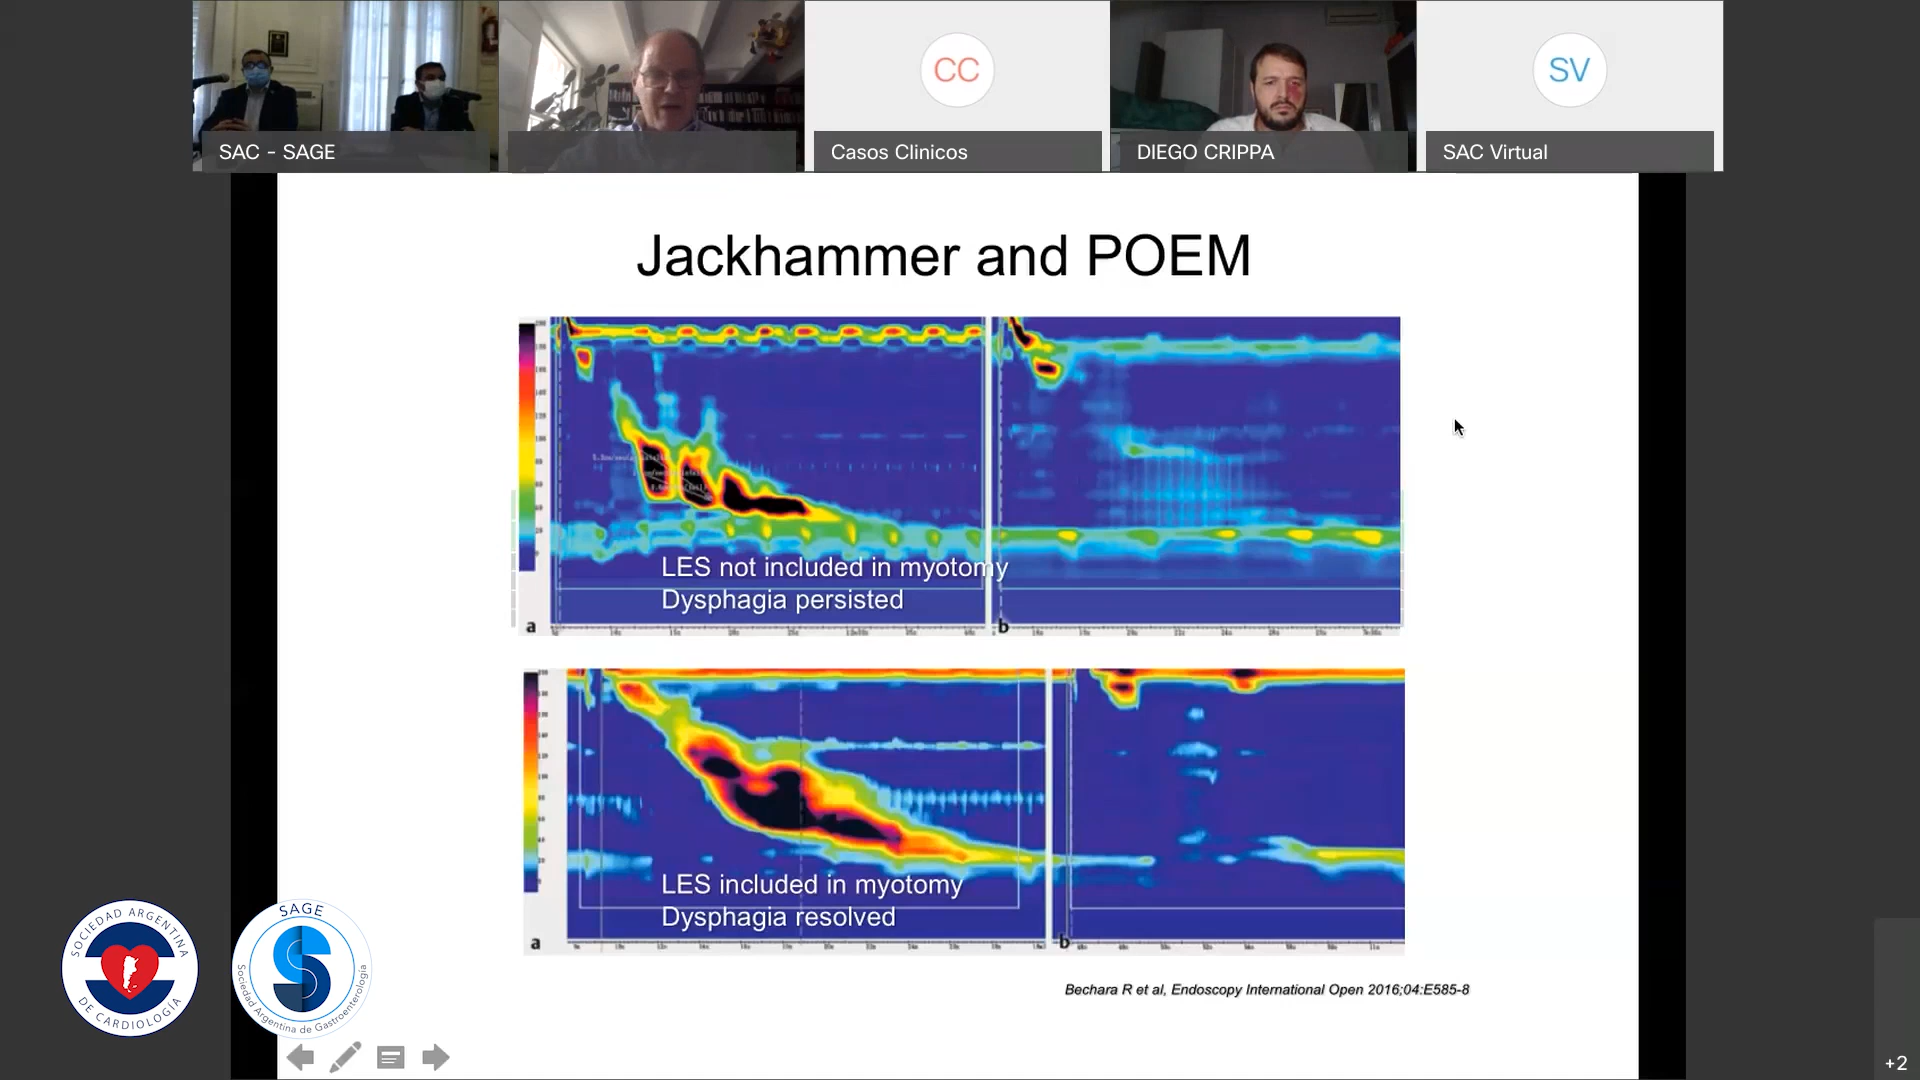 SAC - SAGE
CC
Casos Clinicos
DIEGO CRIPPA
SV
SAC Virtual
Jackhammer and POEM
LES not included in myotomy
Dysphagia persisted
a
b
LES included in myotomy
Dysphagia resolved
a
b
Bechara R et al, Endoscopy International Open 2016;04:E585-8
SOCIEDAD ARGENTINA
DE CARDIOLOGÍA
SAGE
Sociedad Argentina de Gastroenterología
+2